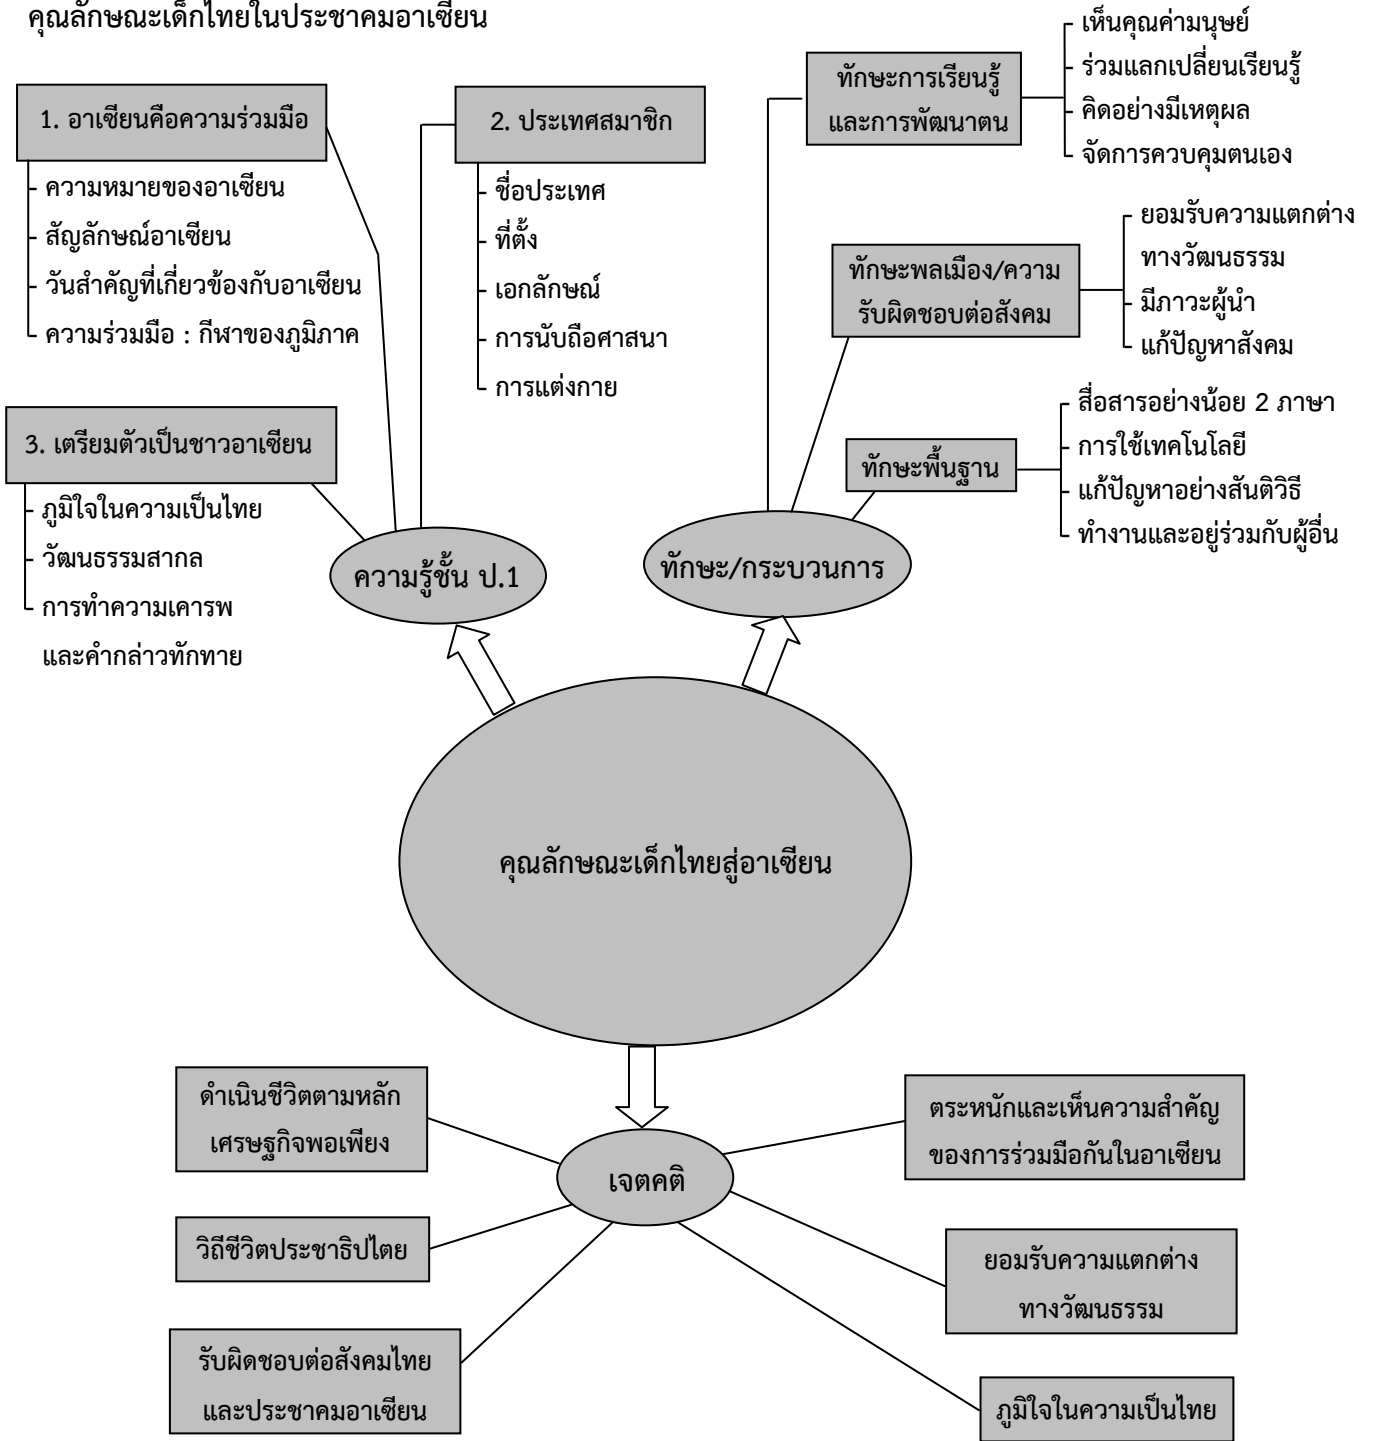 คุณลักษณะเด็กไทยในประชาคมอาเซียน
1. อาเซียนคือความร่วมมือ
- ความหมายของอาเซียน
- สัญลักษณ์อาเซียน
- วันสำคัญที่เกี่ยวข้องกับอาเซียน
- ความร่วมมือ : กีฬาของภูมิภาค
2. ประเทศสมาชิก
- ชื่อประเทศ
- ที่ตั้ง
- เอกลักษณ์
- การนับถือศาสนา
- การแต่งกาย
3. เตรียมตัวเป็นชาวอาเซียน
- ภูมิใจในความเป็นไทย
- วัฒนธรรมสากล
- การทำความเคารพ
และคำกล่าวทักทาย
ความรู้ชั้น ป.1
ทักษะการเรียนรู้
และการพัฒนาตน
- เห็นคุณค่ามนุษย์
- ร่วมแลกเปลี่ยนเรียนรู้
- คิดอย่างมีเหตุผล
- จัดการควบคุมตนเอง
ทักษะพลเมือง/ความ
รับผิดชอบต่อสังคม
- ยอมรับความแตกต่าง
ทางวัฒนธรรม
- มีภาวะผู้นำ
- แก้ปัญหาสังคม
ทักษะพื้นฐาน
- สื่อสารอย่างน้อย 2 ภาษา
- การใช้เทคโนโลยี
- แก้ปัญหาอย่างสันติวิธี
- ทำงานและอยู่ร่วมกับผู้อื่น
ทักษะ/กระบวนการ
คุณลักษณะเด็กไทยสู่อาเซียน
เจตคติ
ดำเนินชีวิตตามหลัก
เศรษฐกิจพอเพียง
วิถีชีวิตประชาธิปไตย
รับผิดชอบต่อสังคมไทย
และประชาคมอาเซียน
ตระหนักและเห็นความสำคัญ
ของการร่วมมือกันในอาเซียน
ยอมรับความแตกต่าง
ทางวัฒนธรรม
ภูมิใจในความเป็นไทย